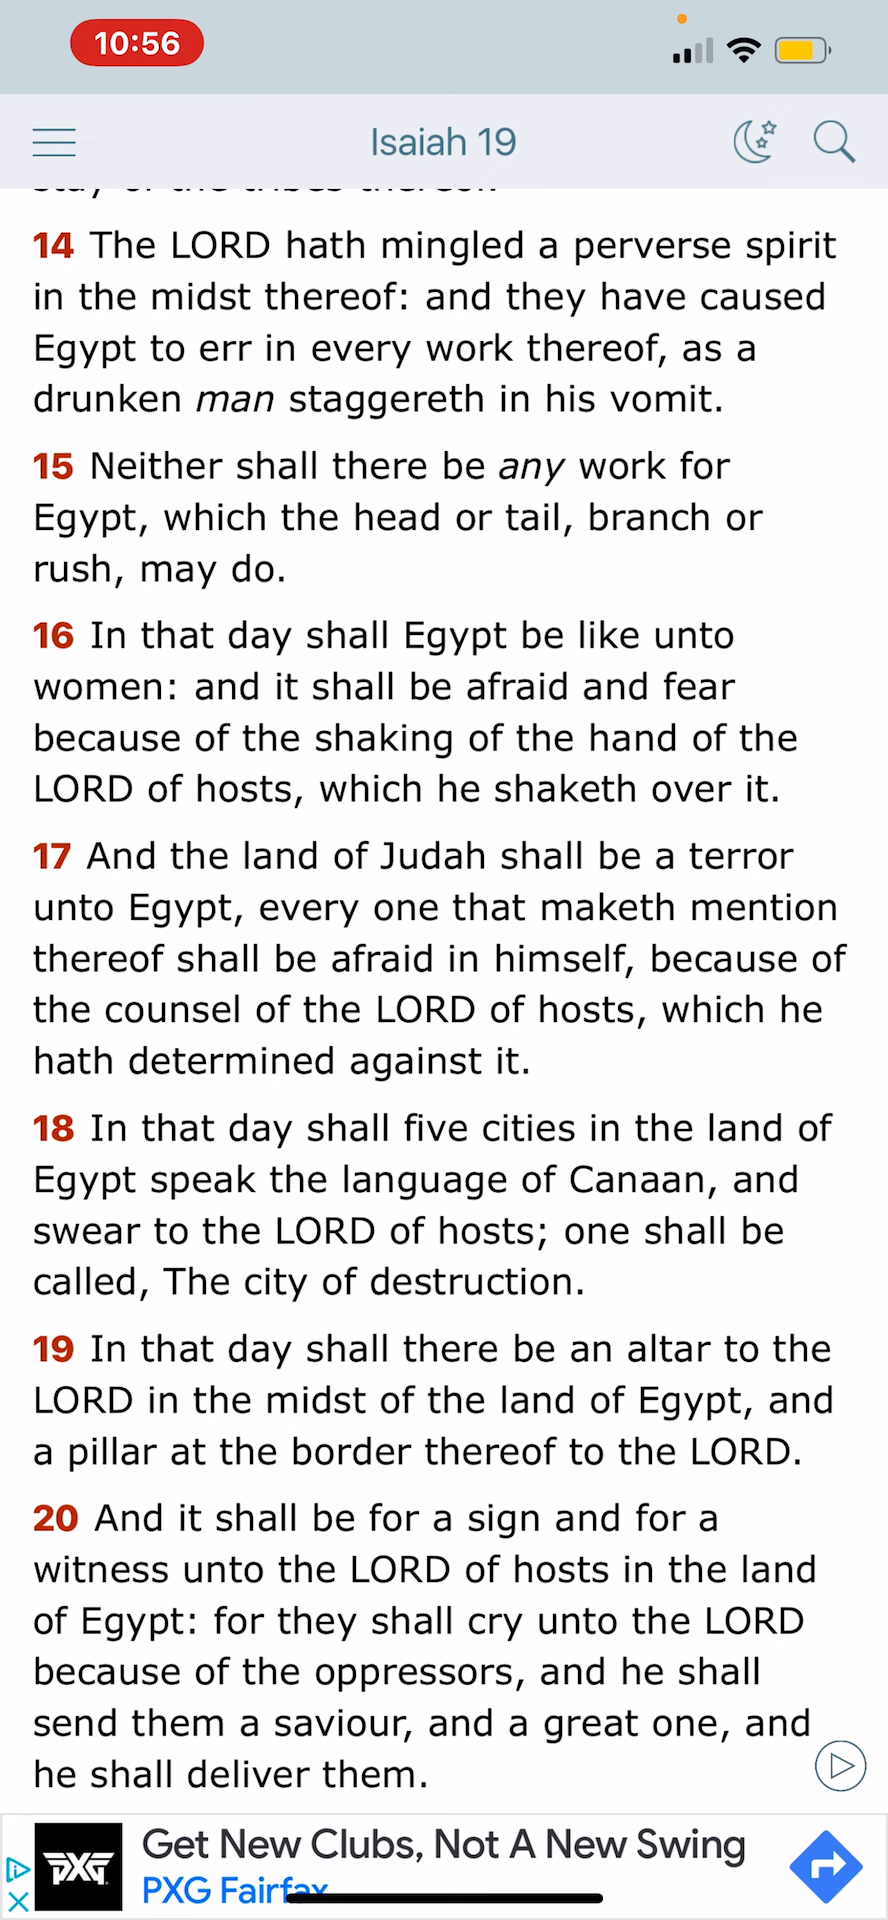 10:56
Isaiah 19
14 The LORD hath mingled a perverse spirit
in the midst thereof: and they have caused
Egypt to err in every work thereof, as a
drunken man staggereth in his vomit.
15 Neither shall there be any work for
Egypt, which the head or tail, branch or
rush, may do.
16 In that day shall Egypt be like unto
women: and it shall be afraid and fear
because of the shaking of the hand of the
LORD of hosts, which he shaketh over it.
17 And the land of Judah shall be a terror
unto Egypt, every one that maketh mention
thereof shall be afraid in himself, because of
the counsel of the LORD of hosts, which he
hath determined against it.
18 In that day shall five cities in the land of
Egypt speak the language of Canaan, and
swear to the LORD of hosts; one shall be
called, The city of destruction.
19 In that day shall there be an altar to the
LORD in the midst of the land of Egypt, and
a pillar at the border thereof to the LORD.
20 And it shall be for a sign and for a
witness unto the LORD of hosts in the land
of Egypt: for they shall cry unto the LORD
because of the oppressors, and he shall
send them a saviour, and a great one, and
he shall deliver them.
PXG
Get New Clubs, Not A New Swing
PXG Fairfax